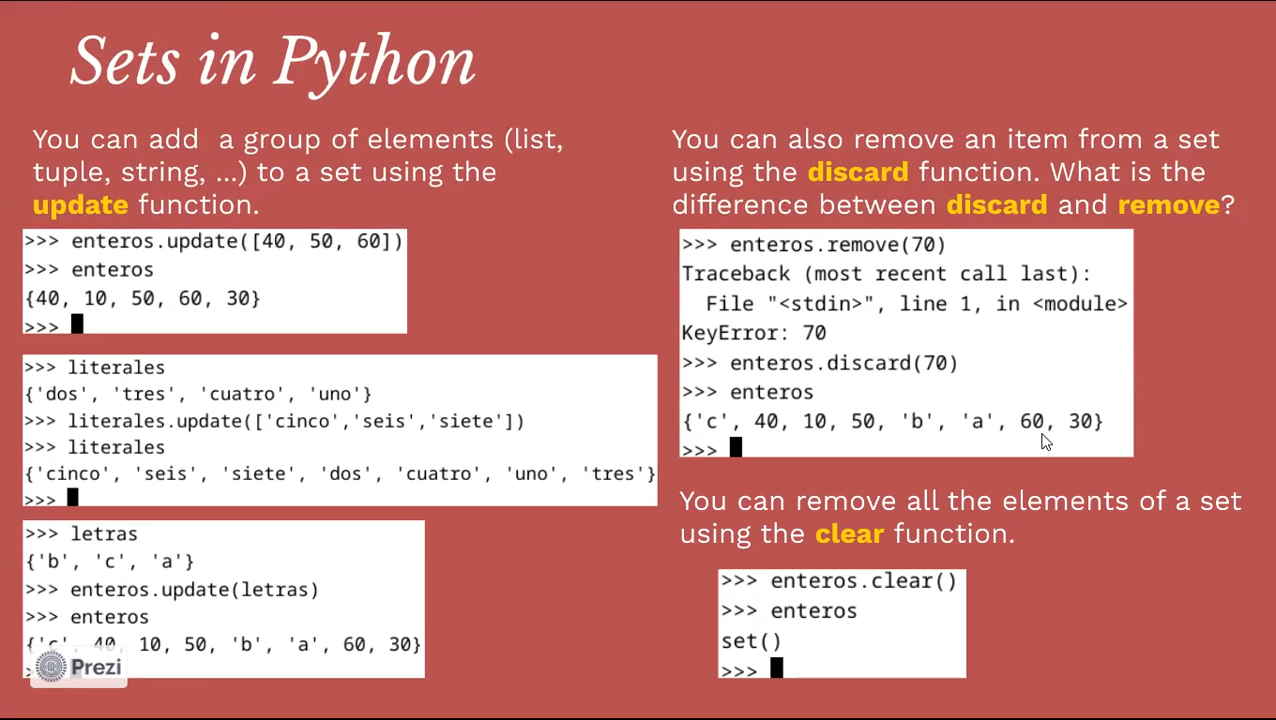 Sets in Python
You can add a group of elements (list,
tuple, string, ...) to a set using the
update function.
>>> enteros.update([40, 50, 60])
>>> enteros
{40, 10, 50, 60, 30}
>>>
>>> literales
{'dos', 'tres', 'cuatro', 'uno'}
>>> literales.update(['cinco','seis','siete'])
>>> literales
{'cinco', 'seis', 'siete', 'dos', 'cuatro', 'uno', 'tres'}
>>>
>>> letras
{'b', 'c', 'a'}
>>> enteros.update(letras)
>>> enteros
{'c', 40, 10, 50, 'b', 'a', 60, 30}
Prezi
You can also remove an item from a set
using the discard function. What is the
difference between discard and remove?
>>> enteros.remove(70)
Traceback (most recent call last):
  File "<stdin>", line 1, in <module>
KeyError: 70
>>> enteros.discard(70)
>>> enteros
{'c', 40, 10, 50, 'b', 'a', 60, 30}
>>>
You can remove all the elements of a set
using the clear function.
>>> enteros.clear()
>>> enteros
set()
>>>